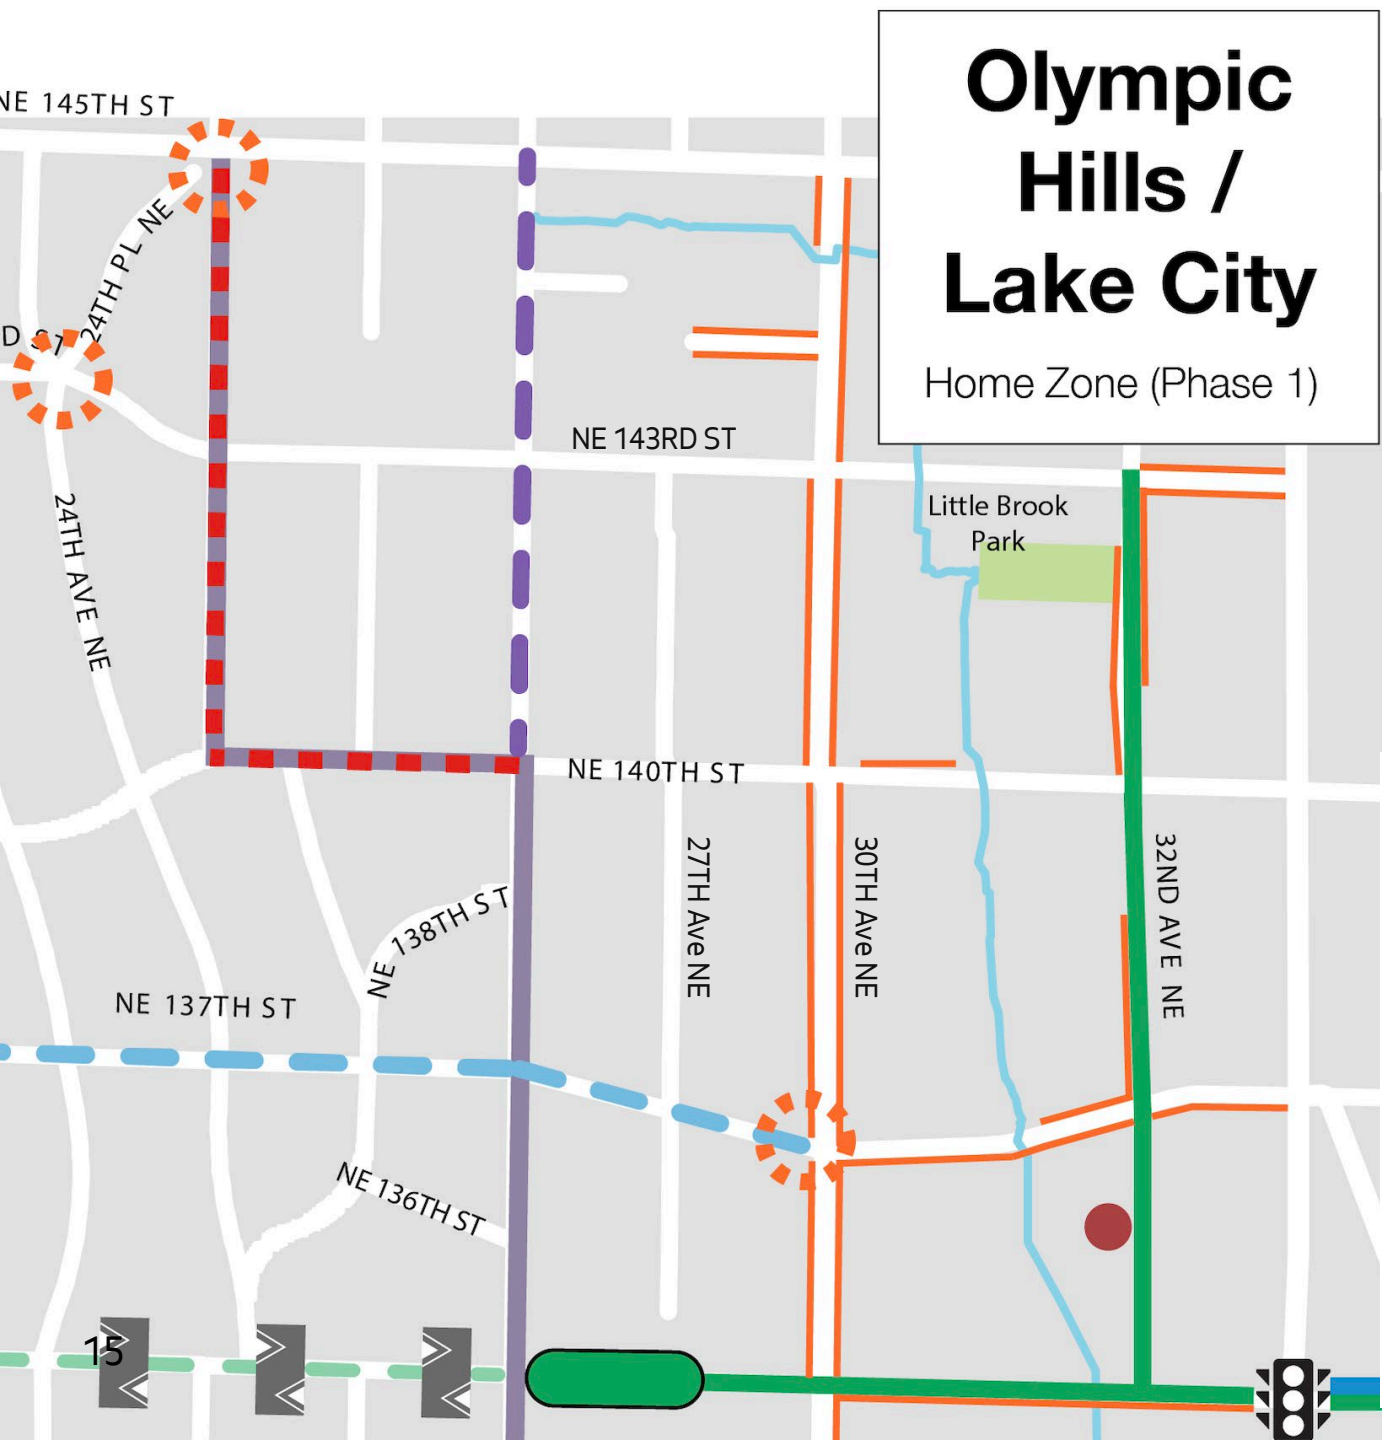 Olympic
Hills /
Lake City
Home Zone (Phase 1)
NE 145TH ST
24TH PL NE
D ST
NE 143RD ST
Little Brook
Park
24TH AVE NE
NE 140TH ST
27TH Ave NE
30TH Ave NE
32ND AVE NE
NE 138TH ST
NE 137TH ST
NE 136TH ST
15